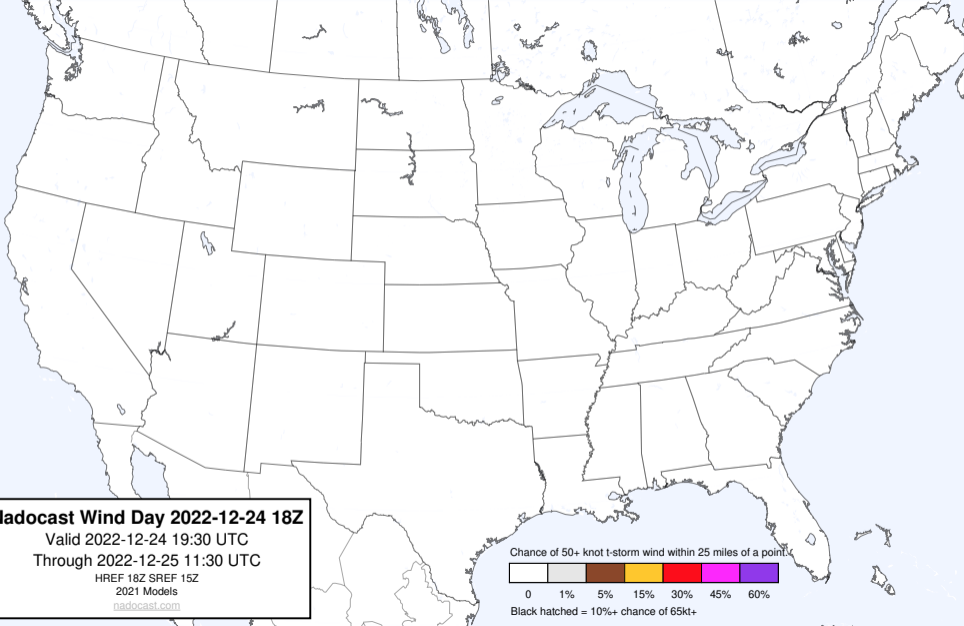 adocast Wind Day 2022-12-24 18Z
Valid 2022-12-24 19:30 UTC
Through 2022-12-25 11:30 UTC
HREF 18Z SREF 15Z
2021 Models
nadocast.com
Chance of 50+ knot t-storm wind within 25 miles of a point.
0 1% 5% 15% 30% 45% 60%
Black hatched = 10%+ chance of 65kt+